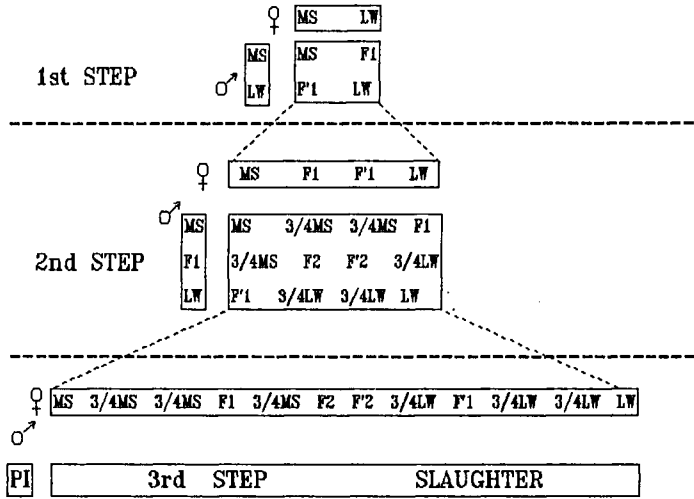 ♀ MS LW
MS MS F1
1st STEP ♂
LW F'1 LW
♀ MS F1 F'1 LW
♂
MS MS 3/4MS 3/4MS F1
2nd STEP F1 3/4MS F2 F'2 3/4LW
LW F'1 3/4LW 3/4LW LW
♀ MS 3/4MS 3/4MS F1 3/4MS F2 F'2 3/4LW F'1 3/4LW 3/4LW LW
♂
PI 3rd STEP SLAUGHTER